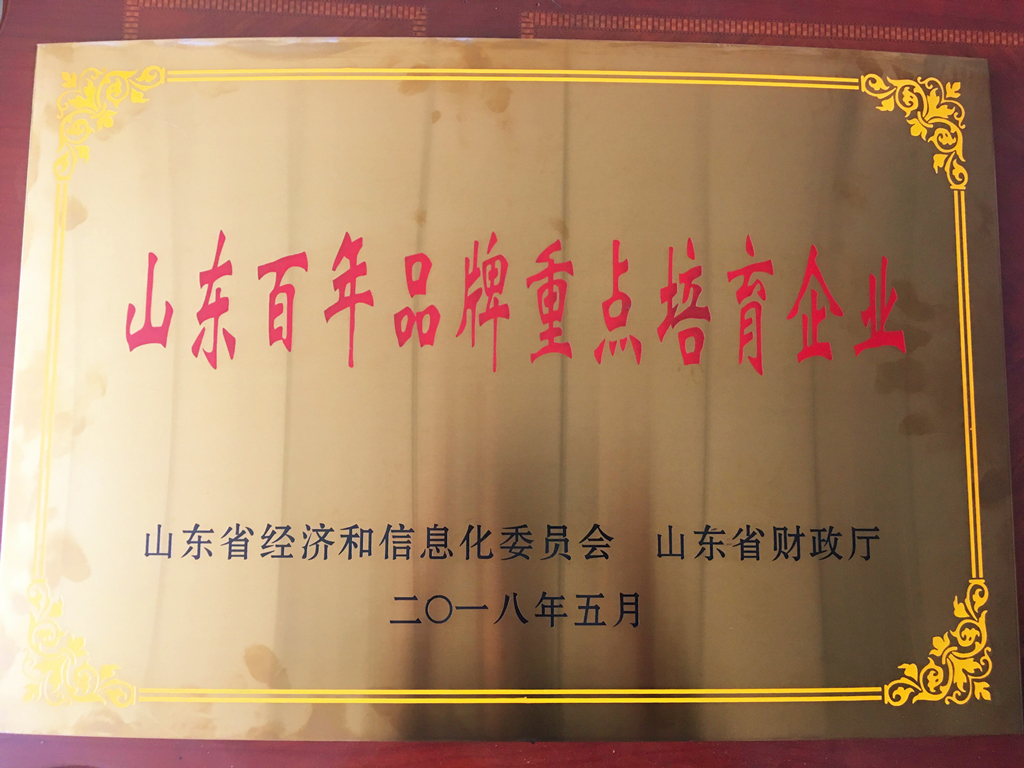 山东百年品牌重点培育企业
山东省经济和信息化委员会 山东省财政厅
二〇一八年五月